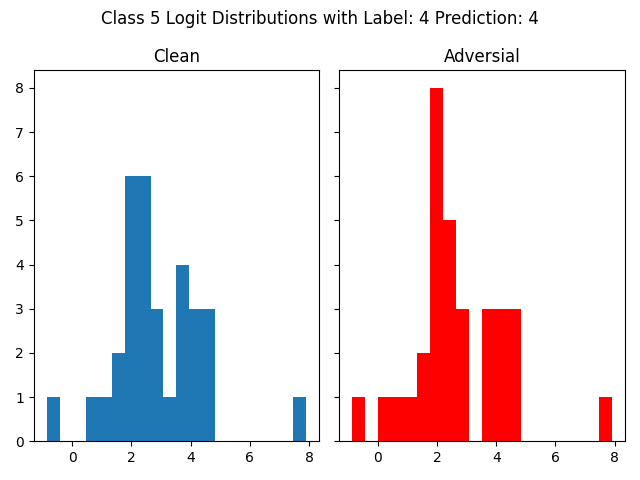 Class 5 Logit Distributions with Label: 4 Prediction: 4
Clean
Adversial
8
7
6
5
4
3
2
1
0
0 2 4 6 8
0 2 4 6 8